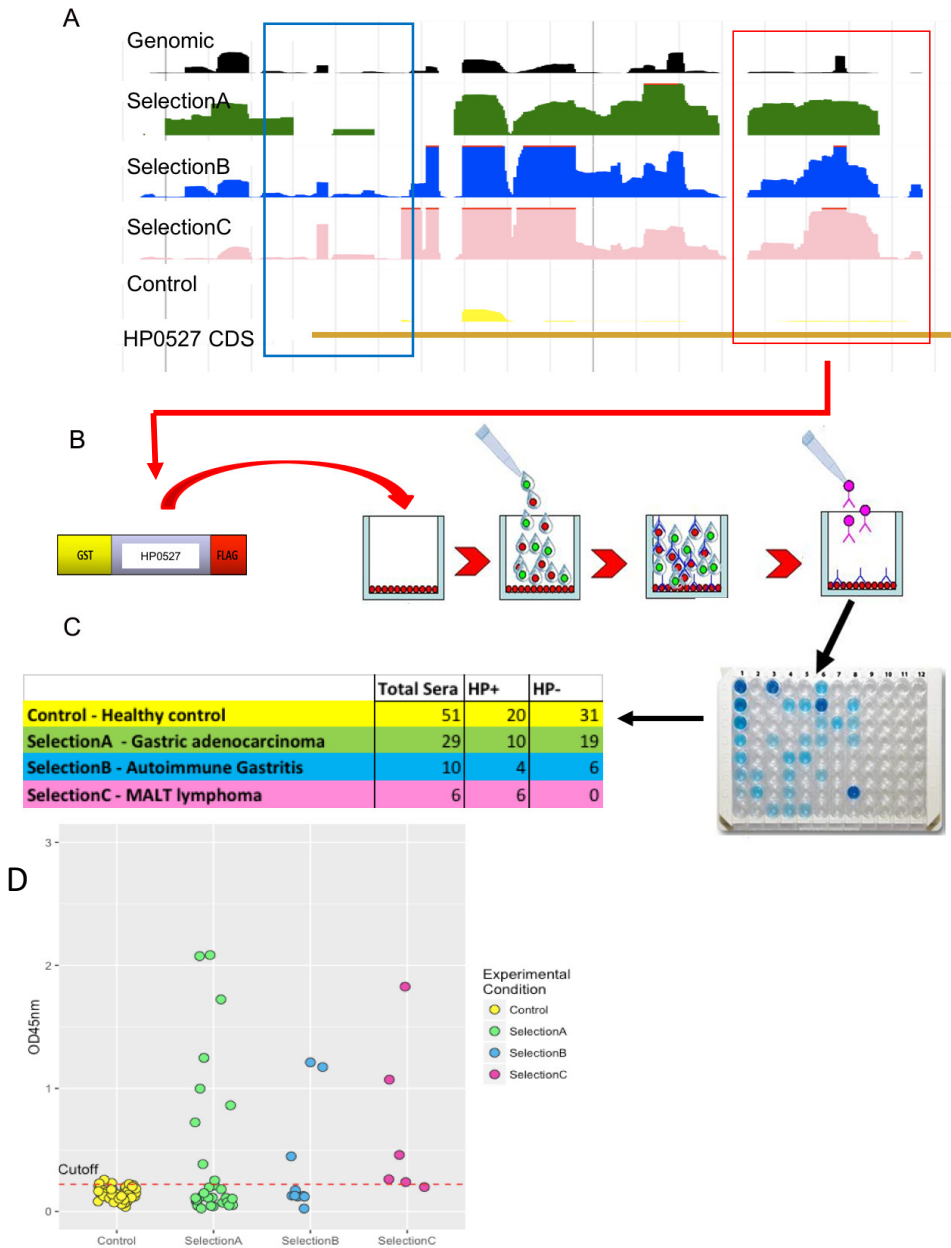 A
Genomic
SelectionA
SelectionB
SelectionC
Control
HP0527 CDS
B
GST HP0527 FLAG
C
Total Sera HP+ HP-
Control - Healthy control 51 20 31
SelectionA - Gastric adenocarcinoma 29 10 19
SelectionB - Autoimmune Gastritis 10 4 6
SelectionC - MALT lymphoma 6 6 0
1 2 3 4 5 6 7 8 9 10 11 12
D
3
2
1
0
OD45nm
Cutoff
Control SelectionA SelectionB SelectionC
Experimental
Condition
Control
SelectionA
SelectionB
SelectionC